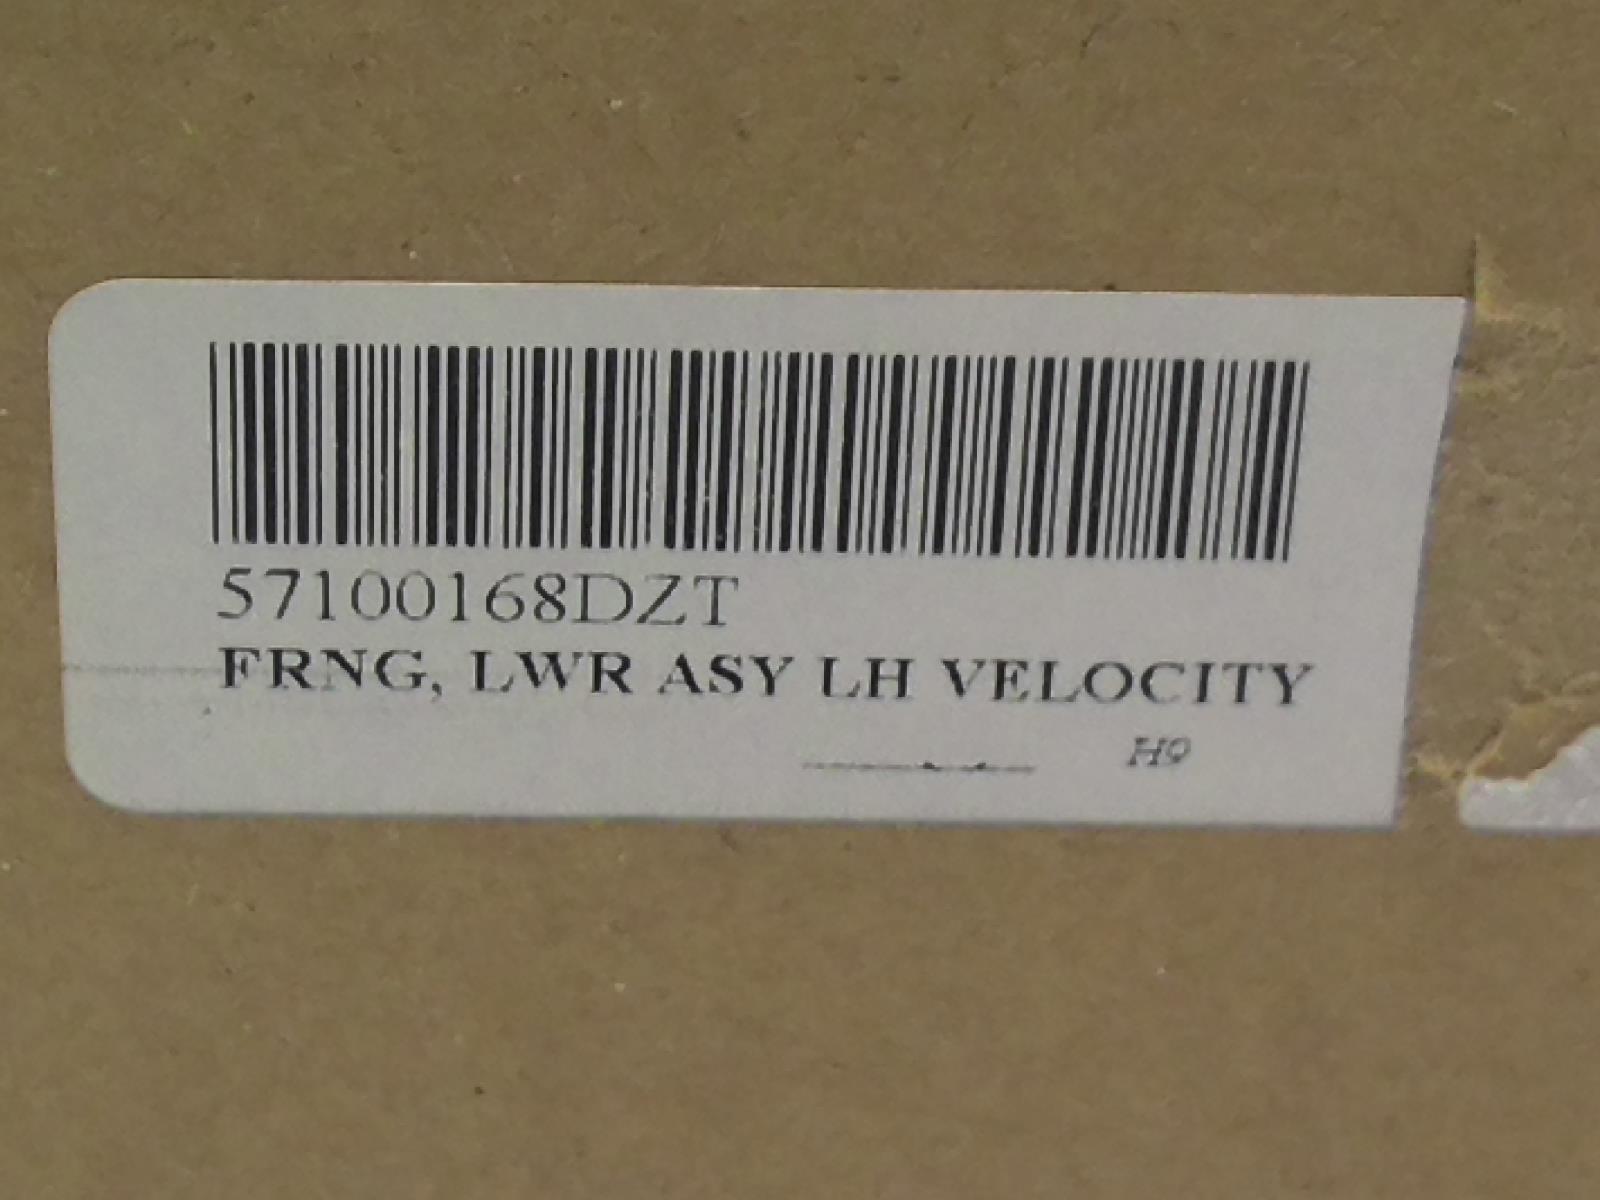 57100168DZT
FRNG, LWR ASY LH VELOCITY
H9